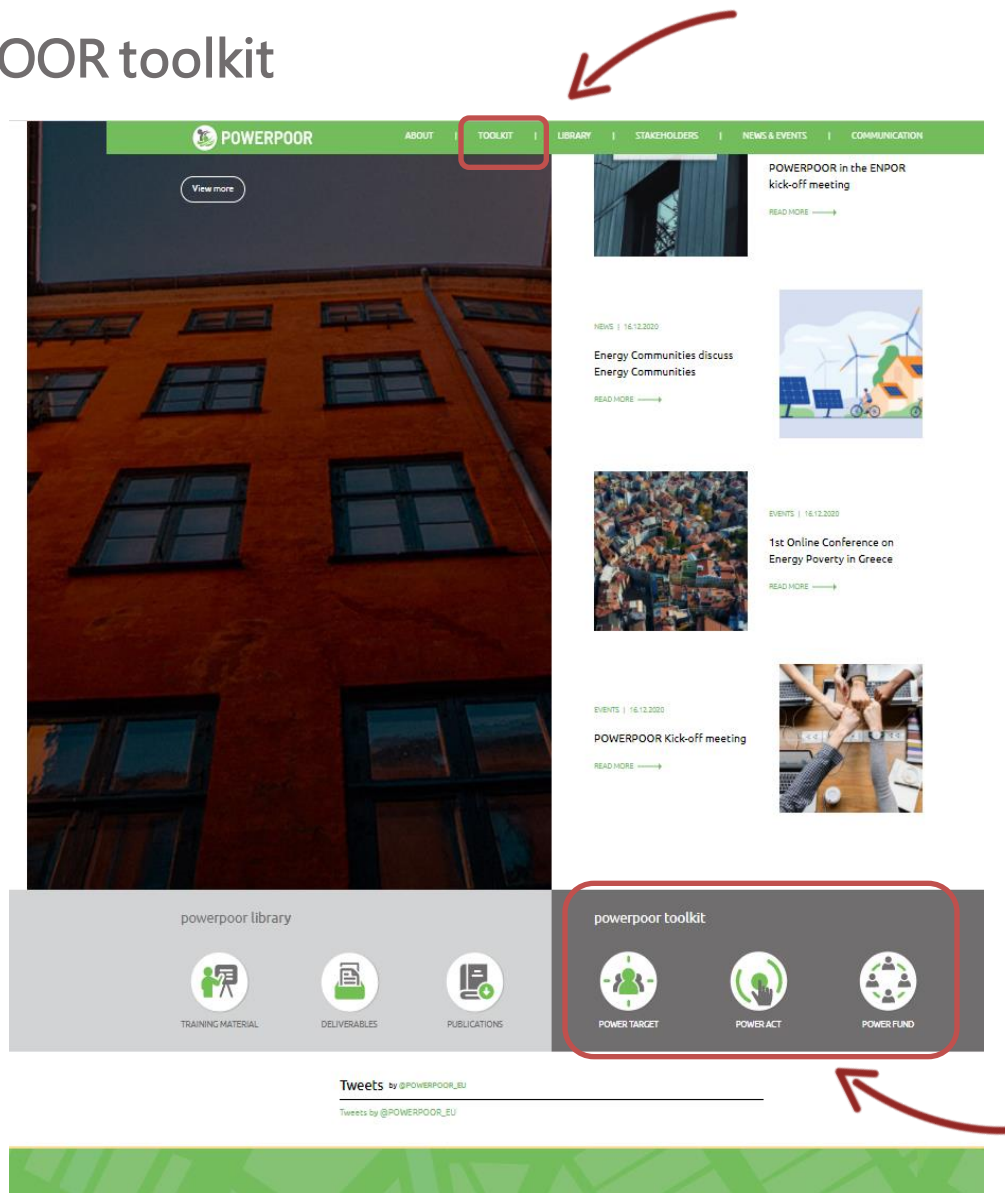 OOR toolkit
POWERPOOR
ABOUT | TOOLKIT | LIBRARY | STAKEHOLDERS | NEWS & EVENTS | COMMUNICATION
View more
POWERPOOR in the ENPOR
kick-off meeting
READ MORE
NEWS | 16.12.2020
Energy Communities discuss
Energy Communities
READ MORE
EVENTS | 16.12.2020
1st Online Conference on
Energy Poverty in Greece
READ MORE
EVENTS | 16.12.2020
POWERPOOR Kick-off meeting
READ MORE
powerpoor library
TRAINING MATERIAL
DELIVERABLES
PUBLICATIONS
powerpoor toolkit
POWER TARGET
POWER ACT
POWER FUND
Tweets by @POWERPOOR_EU
Tweets by @POWERPOOR_EU